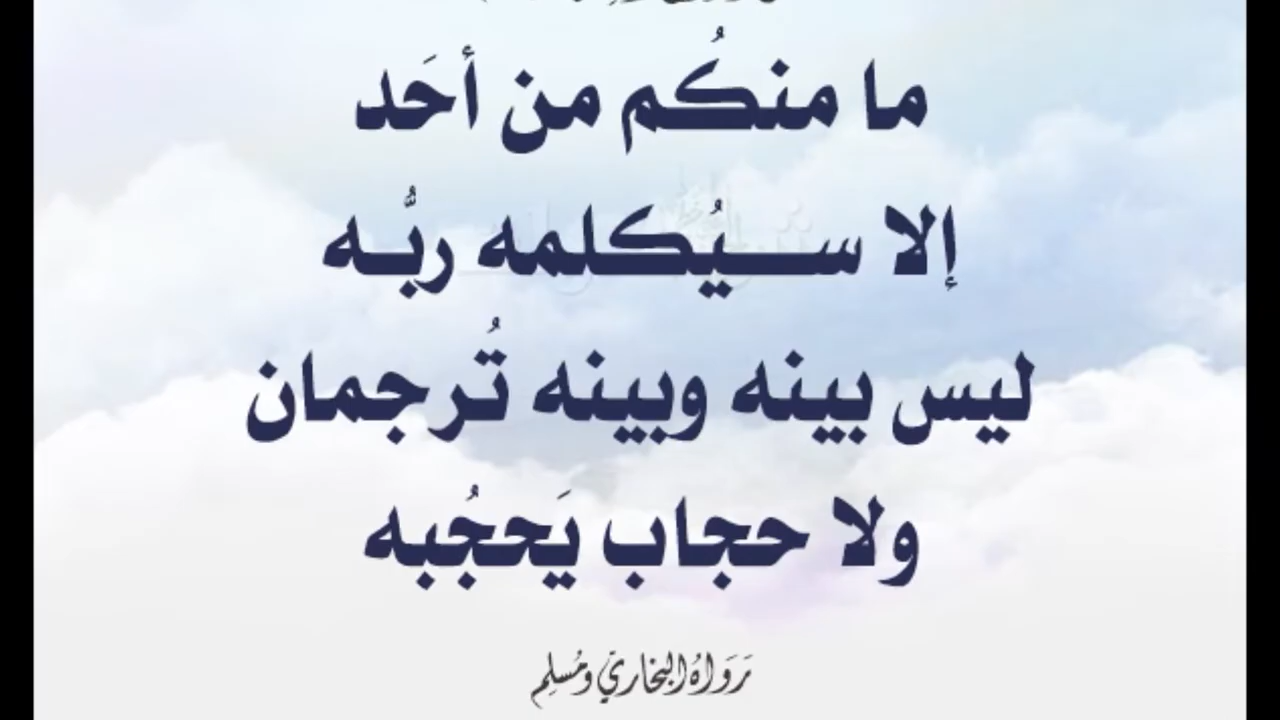 ما منكُم من أحَد
إلا سيُكلمه ربُّه
ليس بينه وبينه تُرجمان
ولا حجاب يَحجُبه
رَوَاهُ البخاريّ ومُسلِم